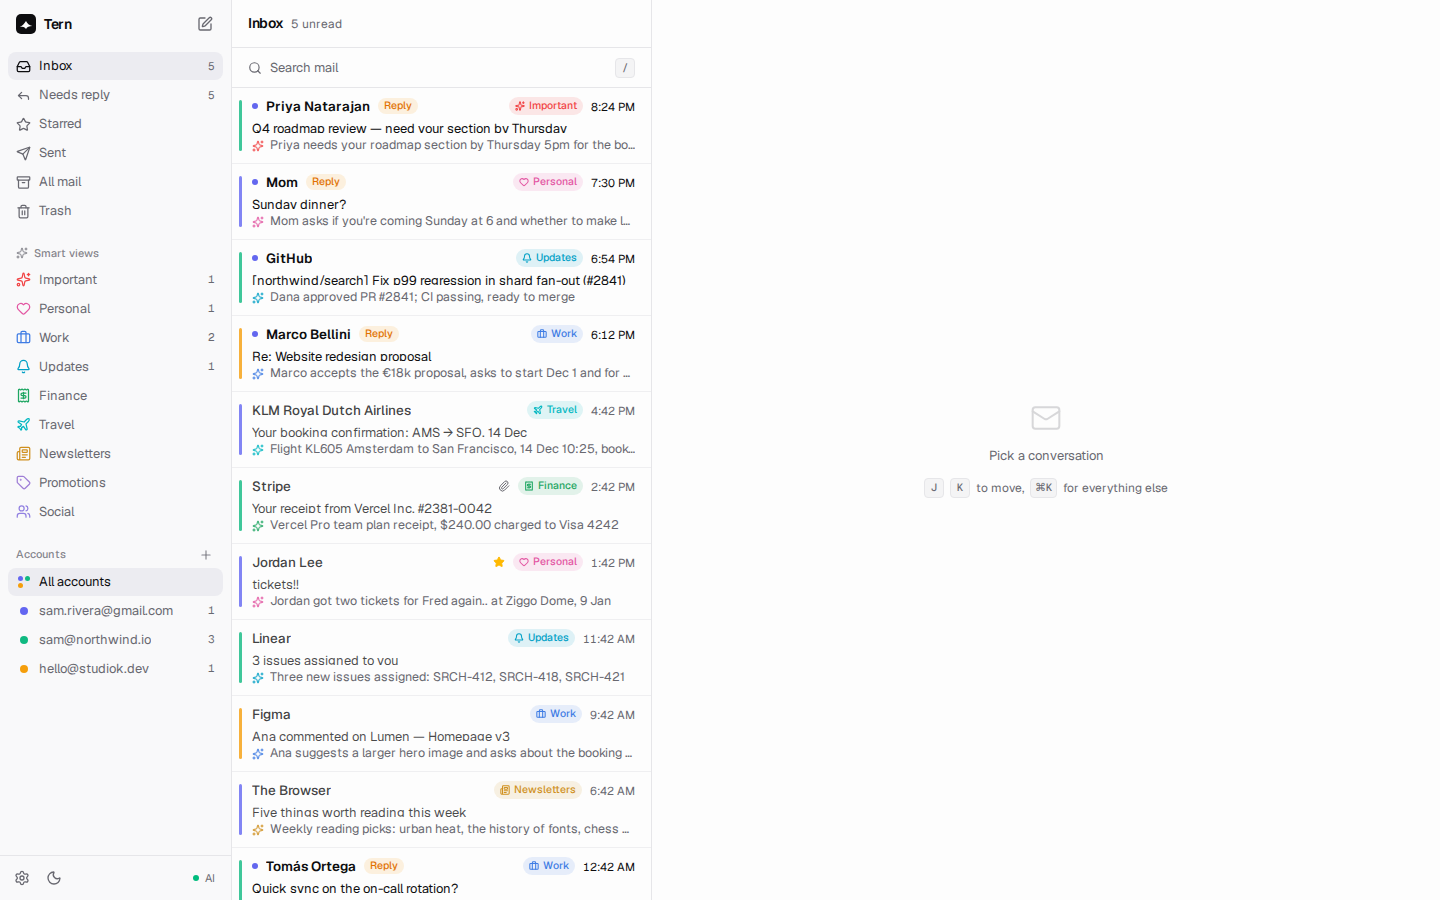 Tern
Inbox 5
Needs reply 5
Starred
Sent
All mail
Trash
Smart views
Important 1
Personal 1
Work 2
Updates 1
Finance
Travel
Newsletters
Promotions
Social
Accounts
All accounts
sam.rivera@gmail.com 1
sam@northwind.io 3
hello@studiok.dev 1
AI
Inbox 5 unread
Search mail /
Priya Natarajan Reply Important 8:24 PM
Q4 roadmap review — need your section by Thursday
Priya needs your roadmap section by Thursday 5pm for the bo...
Mom Reply Personal 7:30 PM
Sunday dinner?
Mom asks if you're coming Sunday at 6 and whether to make l...
GitHub Updates 6:54 PM
[northwind/search] Fix p99 regression in shard fan-out (#2841)
Dana approved PR #2841; CI passing, ready to merge
Marco Bellini Reply Work 6:12 PM
Re: Website redesign proposal
Marco accepts the €18k proposal, asks to start Dec 1 and for ...
KLM Royal Dutch Airlines Travel 4:42 PM
Your booking confirmation: AMS → SFO, 14 Dec
Flight KL605 Amsterdam to San Francisco, 14 Dec 10:25, book...
Stripe Finance 2:42 PM
Your receipt from Vercel Inc. #2381-0042
Vercel Pro team plan receipt, $240.00 charged to Visa 4242
Jordan Lee Personal 1:42 PM
tickets!!
Jordan got two tickets for Fred again.. at Ziggo Dome, 9 Jan
Linear Updates 11:42 AM
3 issues assigned to you
Three new issues assigned: SRCH-412, SRCH-418, SRCH-421
Figma Work 9:42 AM
Ana commented on Lumen — Homepage v3
Ana suggests a larger hero image and asks about the booking ...
The Browser Newsletters 6:42 AM
Five things worth reading this week
Weekly reading picks: urban heat, the history of fonts, chess ...
Tomás Ortega Reply Work 12:42 AM
Quick sync on the on-call rotation?
Pick a conversation
J K to move, ⌘K for everything else